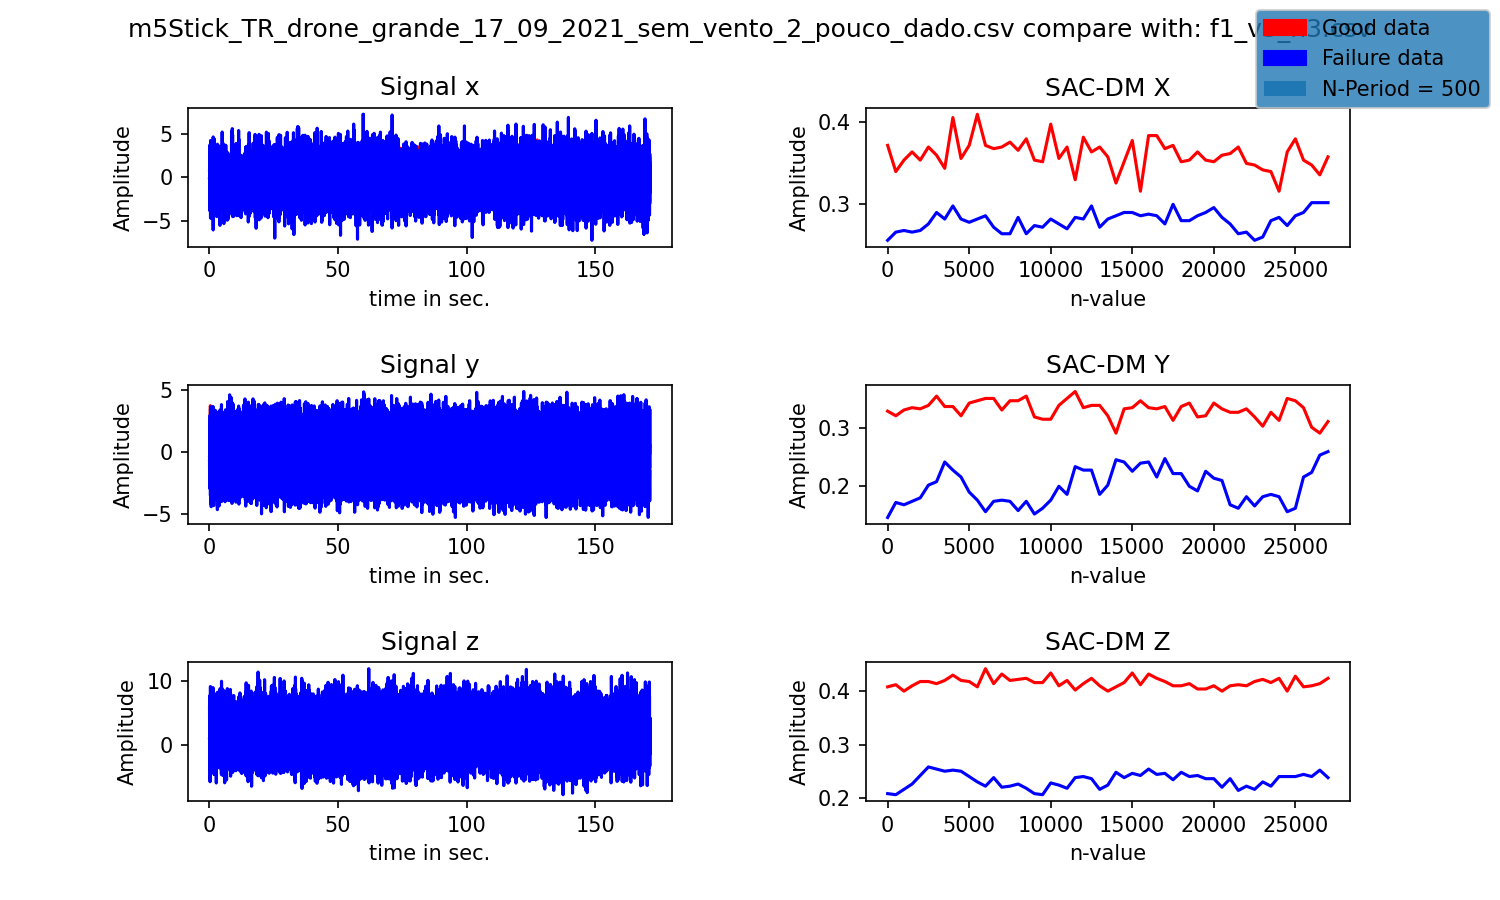 m5Stick_TR_drone_grande_17_09_2021_sem_vento_2_pouco_dado.csv compare with:
Good data
Failure data
N-Period = 500
Signal x
Amplitude
5
0
−5
0 50 100 150
time in sec.
SAC-DM X
Amplitude
0.4
0.3
0 5000 10000 15000 20000 25000
n-value
Signal y
Amplitude
5
0
−5
0 50 100 150
time in sec.
SAC-DM Y
Amplitude
0.3
0.2
0 5000 10000 15000 20000 25000
n-value
Signal z
Amplitude
10
0
0 50 100 150
time in sec.
SAC-DM Z
Amplitude
0.4
0.3
0.2
0 5000 10000 15000 20000 25000
n-value